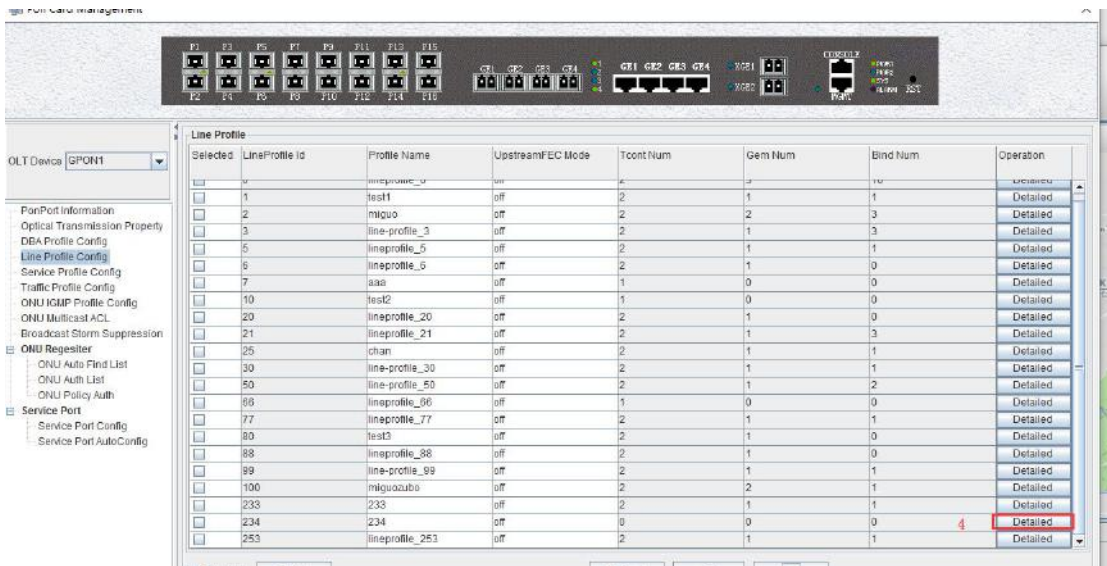 Pon Card Management
P1 P3 P5 P7 P9 P11 P13 P15
GE1 GE2 GE3 GE4
GE1 GE2 GE3 GE4
XGE1
CONSOLE
XGE2
P2 P4 P6 P8 P10 P12 P14 P16
MGMT
RST
OLT Device GPON1
PonPort Information
Optical Transmission Property
DBA Profile Config
Line Profile Config
Service Profile Config
Traffic Profile Config
ONU IGMP Profile Config
ONU Multicast ACL
Broadcast Storm Suppression
ONU Regesiter
ONU Auto Find List
ONU Auth List
ONU Policy Auth
Service Port
Service Port Config
Service Port AutoConfig
Line Profile
Selected LineProfile Id Profile Name UpstreamFEC Mode Tcont Num Gem Num Bind Num Operation
0 lineprofile_0 off 2 3 10 Detailed
1 test1 off 2 1 1 Detailed
2 miguo off 2 2 3 Detailed
3 line-profile_3 off 2 1 3 Detailed
5 lineprofile_5 off 2 1 1 Detailed
6 lineprofile_6 off 2 1 0 Detailed
7 aaa off 1 0 0 Detailed
10 test2 off 1 0 0 Detailed
20 lineprofile_20 off 2 1 0 Detailed
21 lineprofile_21 off 2 1 3 Detailed
25 chan off 2 1 1 Detailed
30 line-profile_30 off 2 1 1 Detailed
50 line-profile_50 off 2 1 2 Detailed
66 lineprofile_66 off 1 0 0 Detailed
77 lineprofile_77 off 2 1 1 Detailed
80 test3 off 2 1 0 Detailed
88 lineprofile_88 off 2 1 0 Detailed
99 line-profile_99 off 2 1 1 Detailed
100 miguozubo off 2 2 1 Detailed
233 233 off 2 1 1 Detailed
234 234 off 0 0 0 4 Detailed
253 lineprofile_253 off 2 1 1 Detailed